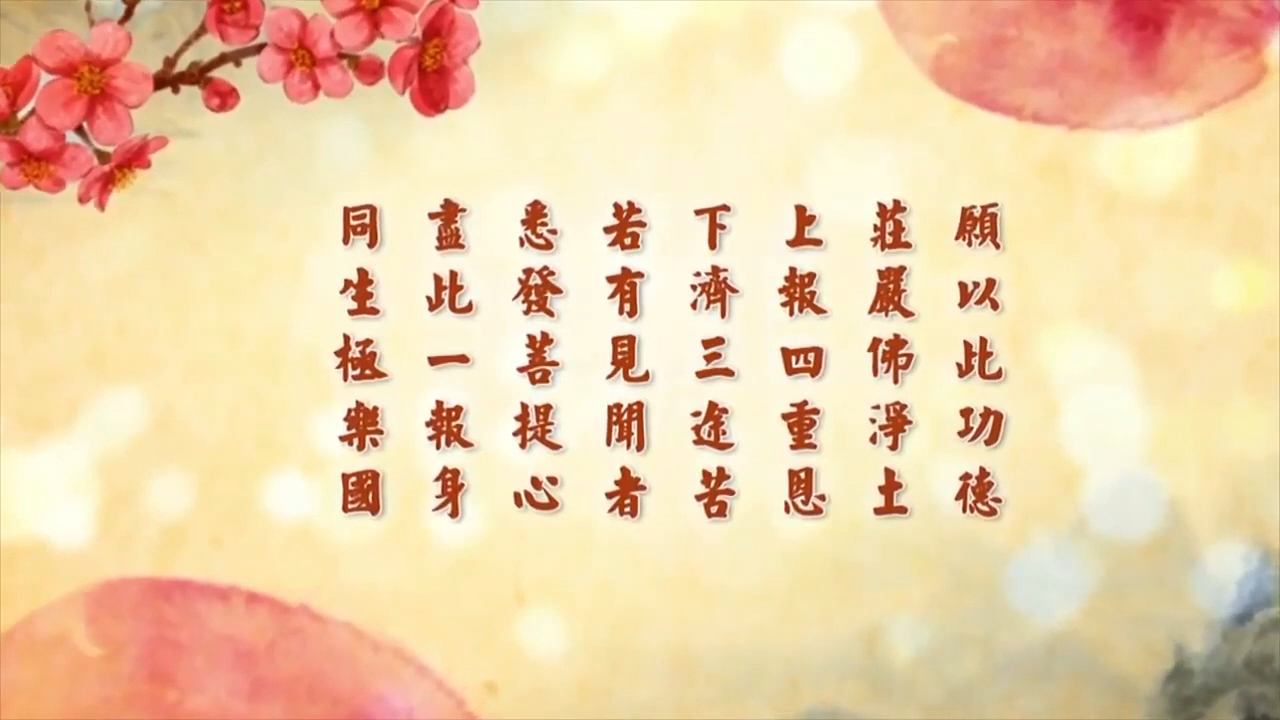 願以此功德
莊嚴佛淨土
上報四重恩
下濟三途苦
若有見聞者
悉發菩提心
盡此一報身
同生極樂國